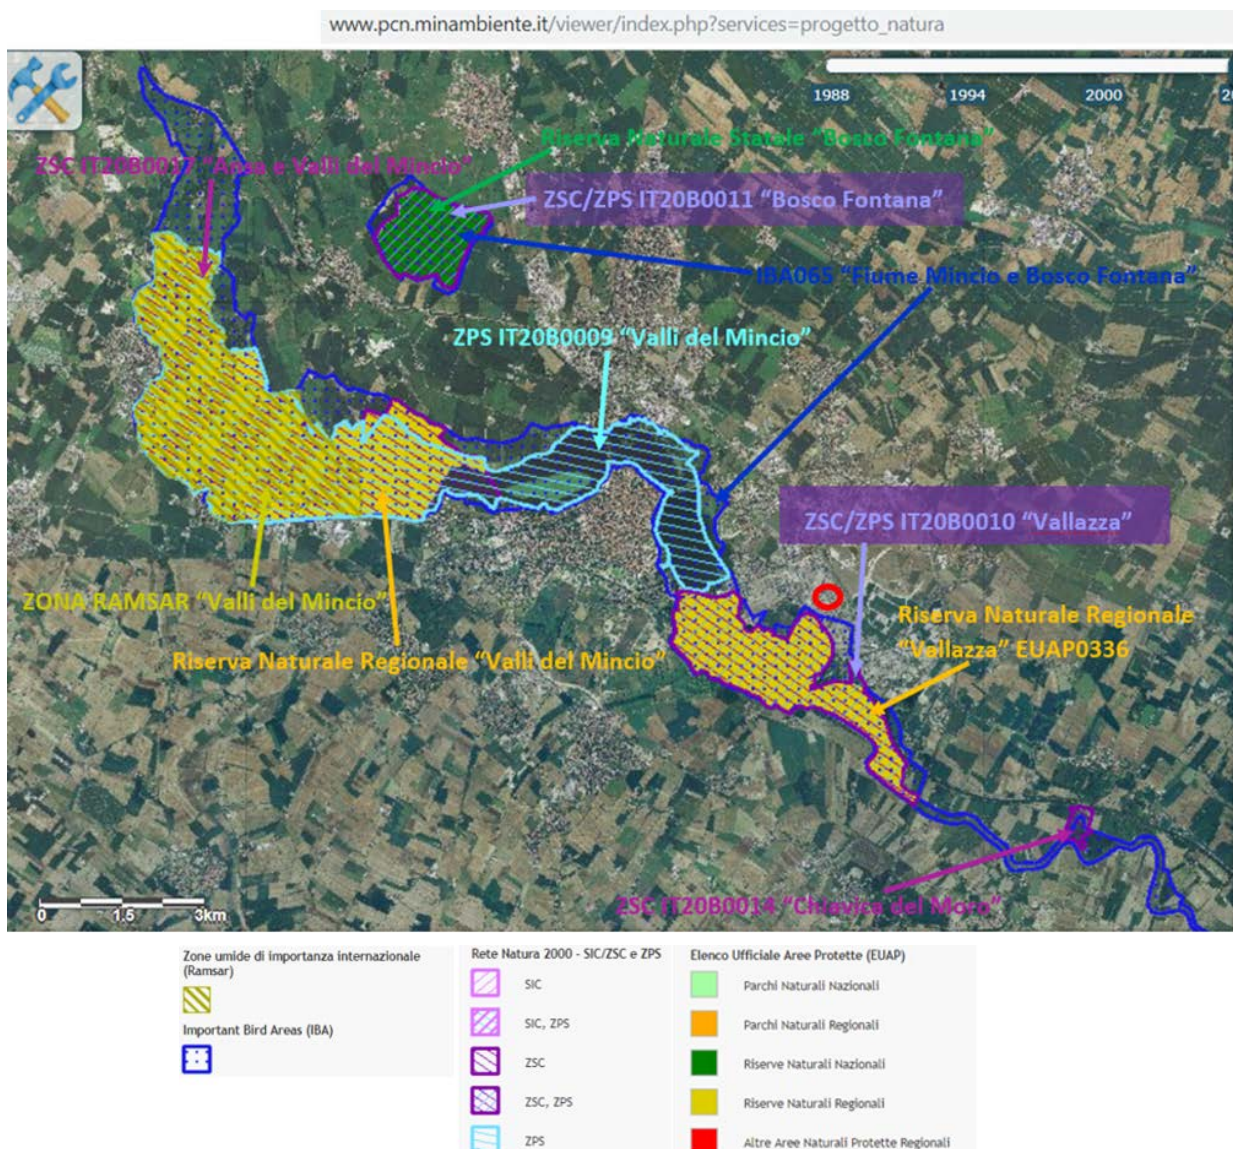 www.pcn.minambiente.it/viewer/index.php?services=progetto_natura
1988 1994 2000
Riserva Naturale Statale “Bosco Fontana”
ZSC IT20B0017 “Ansa e Valli del Mincio”
ZSC/ZPS IT20B0011 “Bosco Fontana”
IBA065 “Fiume Mincio e Bosco Fontana”
ZPS IT20B0009 “Valli del Mincio”
ZSC/ZPS IT20B0010 “Vallazza”
ZONA RAMSAR “Valli del Mincio”
Riserva Naturale Regionale
“Vallazza” EUAP0336
Riserva Naturale Regionale “Valli del Mincio”
ZSC IT20B0014 “Chiavica del Moro”
0 1.5 3km
Zone umide di importanza internazionale
(Ramsar)
Important Bird Areas (IBA)
Rete Natura 2000 - SIC/ZSC e ZPS
SIC
SIC, ZPS
ZSC
ZSC, ZPS
ZPS
Elenco Ufficiale Aree Protette (EUAP)
Parchi Naturali Nazionali
Parchi Naturali Regionali
Riserve Naturali Nazionali
Riserve Naturali Regionali
Altre Aree Naturali Protette Regionali